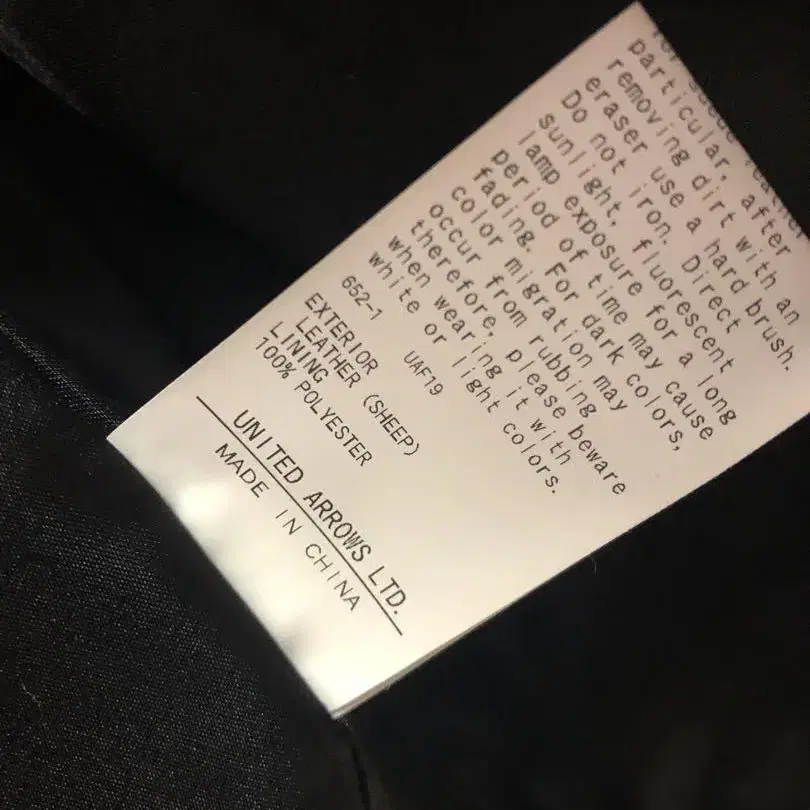 for suede leather
particular, after
removing dirt with an
eraser use a hard brush.
Do not iron. Direct
sunlight, fluorescent
lamp exposure for a long
period of time may cause
fading. For dark colors,
color migration may
occur from rubbing
therefore, please beware
when wearing it with
white or light colors.
652-1 UAF19
EXTERIOR
LEATHER (SHEEP)
LINING
100% POLYESTER
UNITED ARROWS LTD.
MADE IN CHINA